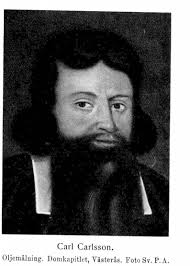 Carl Carlsson.
Oljemålning. Domkapitlet, Västerås. Foto Sv. P. A.